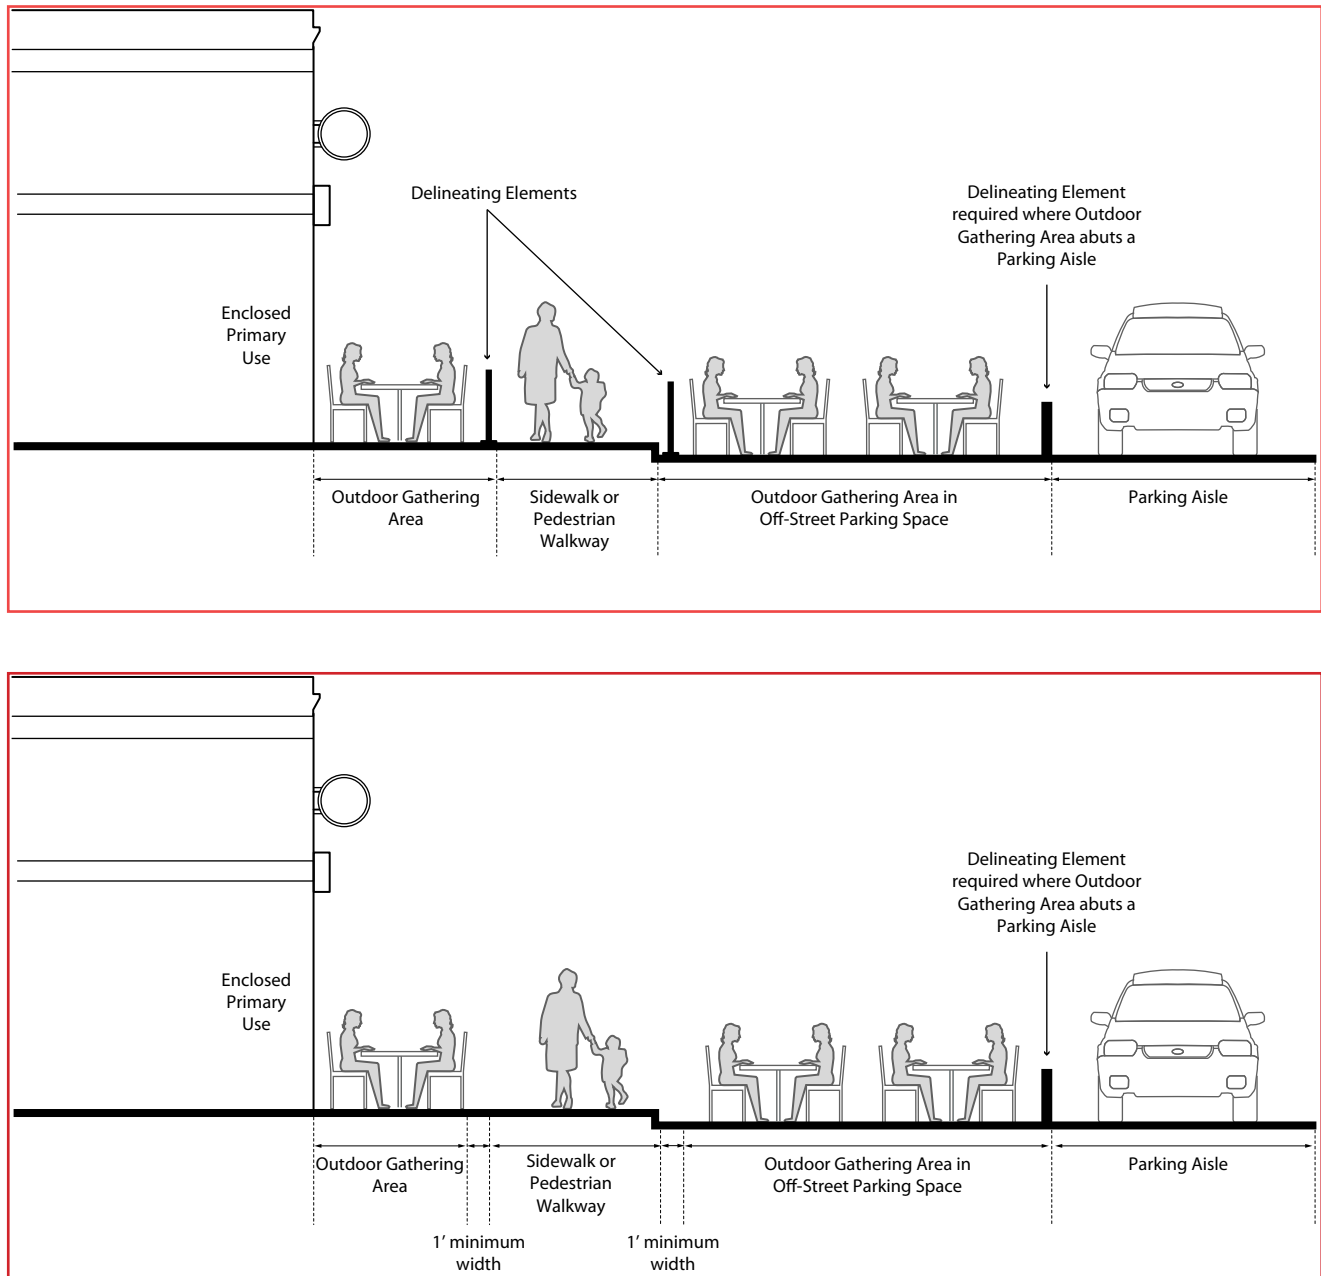 Delineating Elements
Delineating Element
required where Outdoor
Gathering Area abuts a
Parking Aisle
Enclosed
Primary
Use
Outdoor Gathering
Area
Sidewalk or
Pedestrian
Walkway
Outdoor Gathering Area in
Off-Street Parking Space
Parking Aisle
Delineating Element
required where Outdoor
Gathering Area abuts a
Parking Aisle
Enclosed
Primary
Use
Outdoor Gathering
Area
Sidewalk or
Pedestrian
Walkway
Outdoor Gathering Area in
Off-Street Parking Space
Parking Aisle
1’ minimum
width
1’ minimum
width